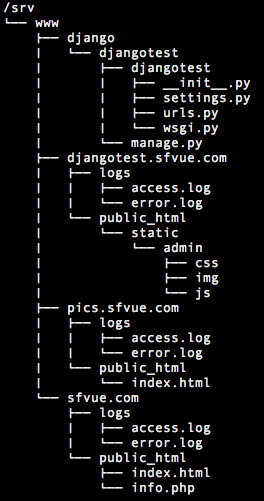 /srv
└── www
    ├── django
    │   └── djangotest
    │       ├── djangotest
    │       │   ├── __init__.py
    │       │   ├── settings.py
    │       │   ├── urls.py
    │       │   └── wsgi.py
    │       └── manage.py
    ├── djangotest.sfvue.com
    │   ├── logs
    │   │   ├── access.log
    │   │   └── error.log
    │   └── public_html
    │       └── static
    │           └── admin
    │               ├── css
    │               ├── img
    │               └── js
    ├── pics.sfvue.com
    │   ├── logs
    │   │   ├── access.log
    │   │   └── error.log
    │   └── public_html
    │       └── index.html
    └── sfvue.com
        ├── logs
        │   ├── access.log
        │   └── error.log
        └── public_html
            ├── index.html
            └── info.php